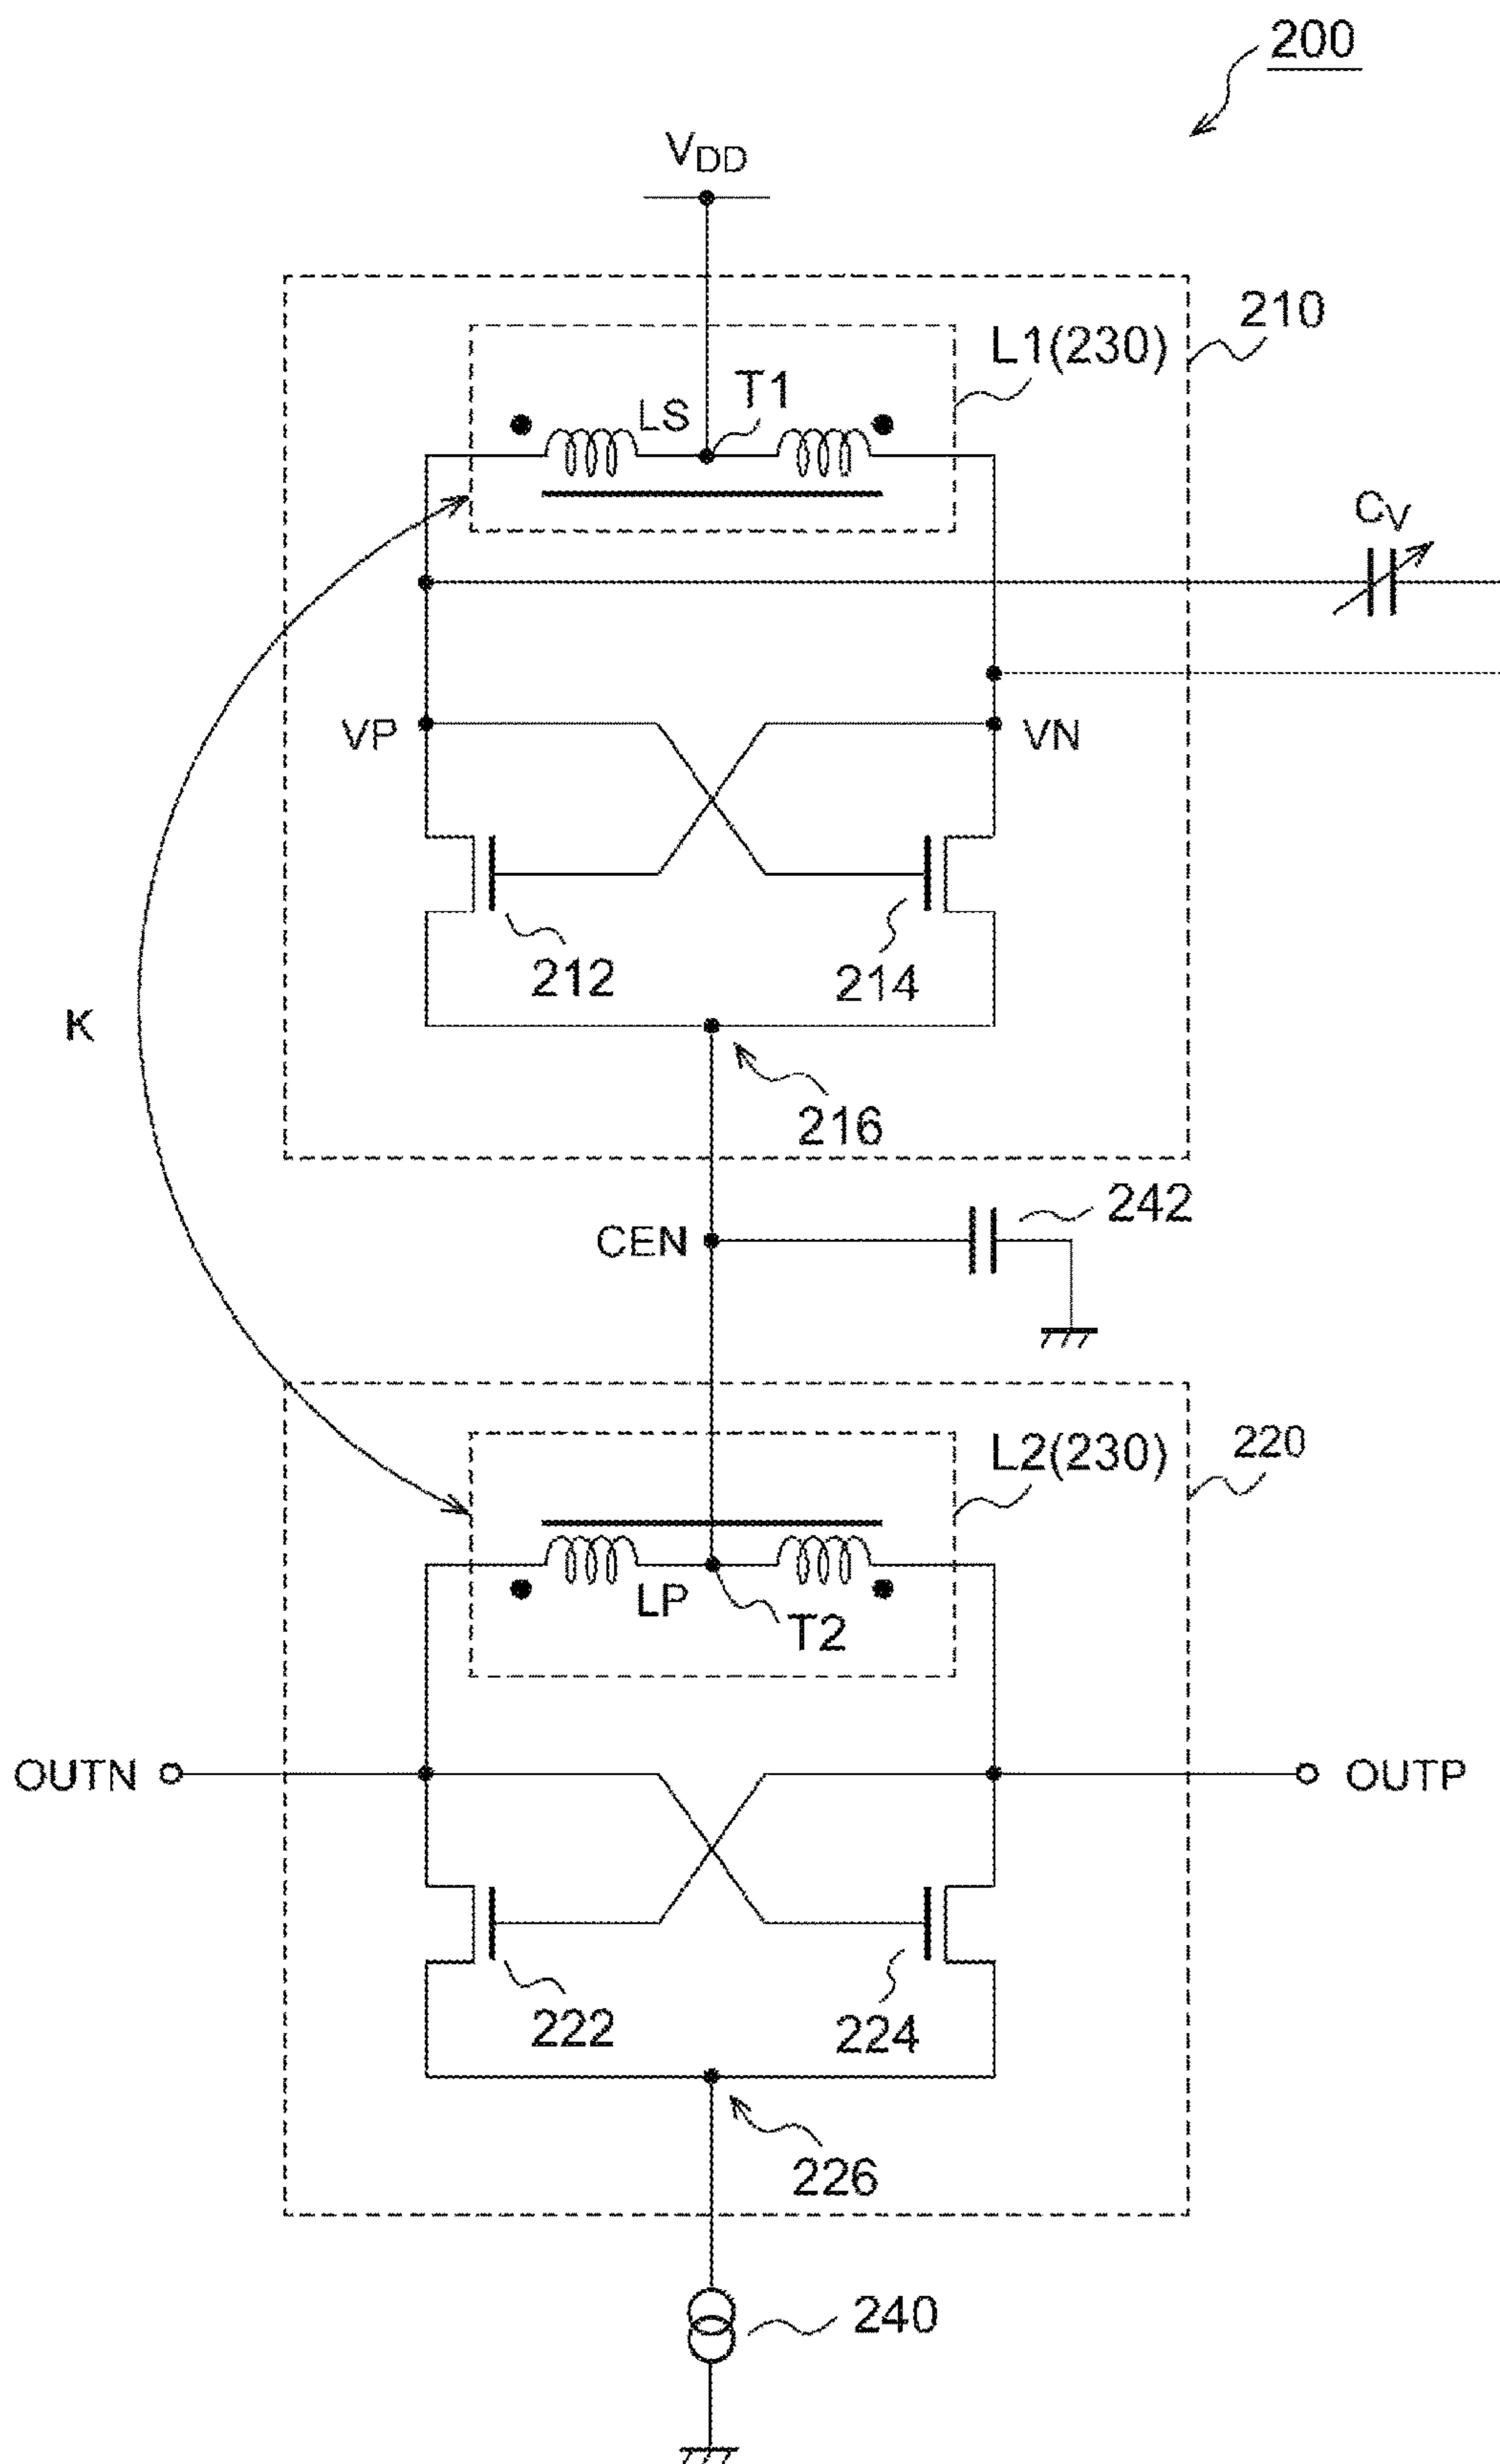 200
VDD
210
L1(230)
T1
LS
CV
VP
VN
212
214
K
216
242
CEN
L2(230)
220
LP
T2
OUTN
OUTP
222
224
226
240